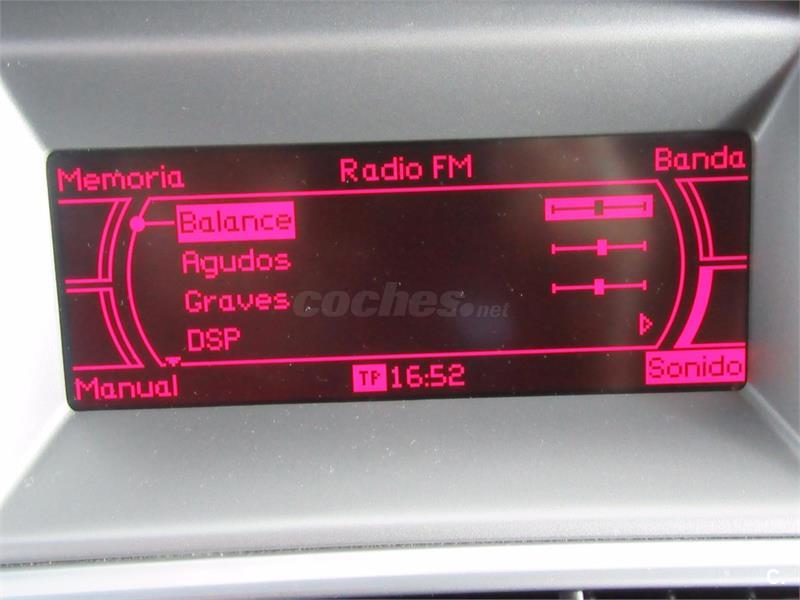 Memoria Radio FM Banda
Balance
Agudos
Graves
DSP
Manual TP 16:52 Sonido
coches.net
C.